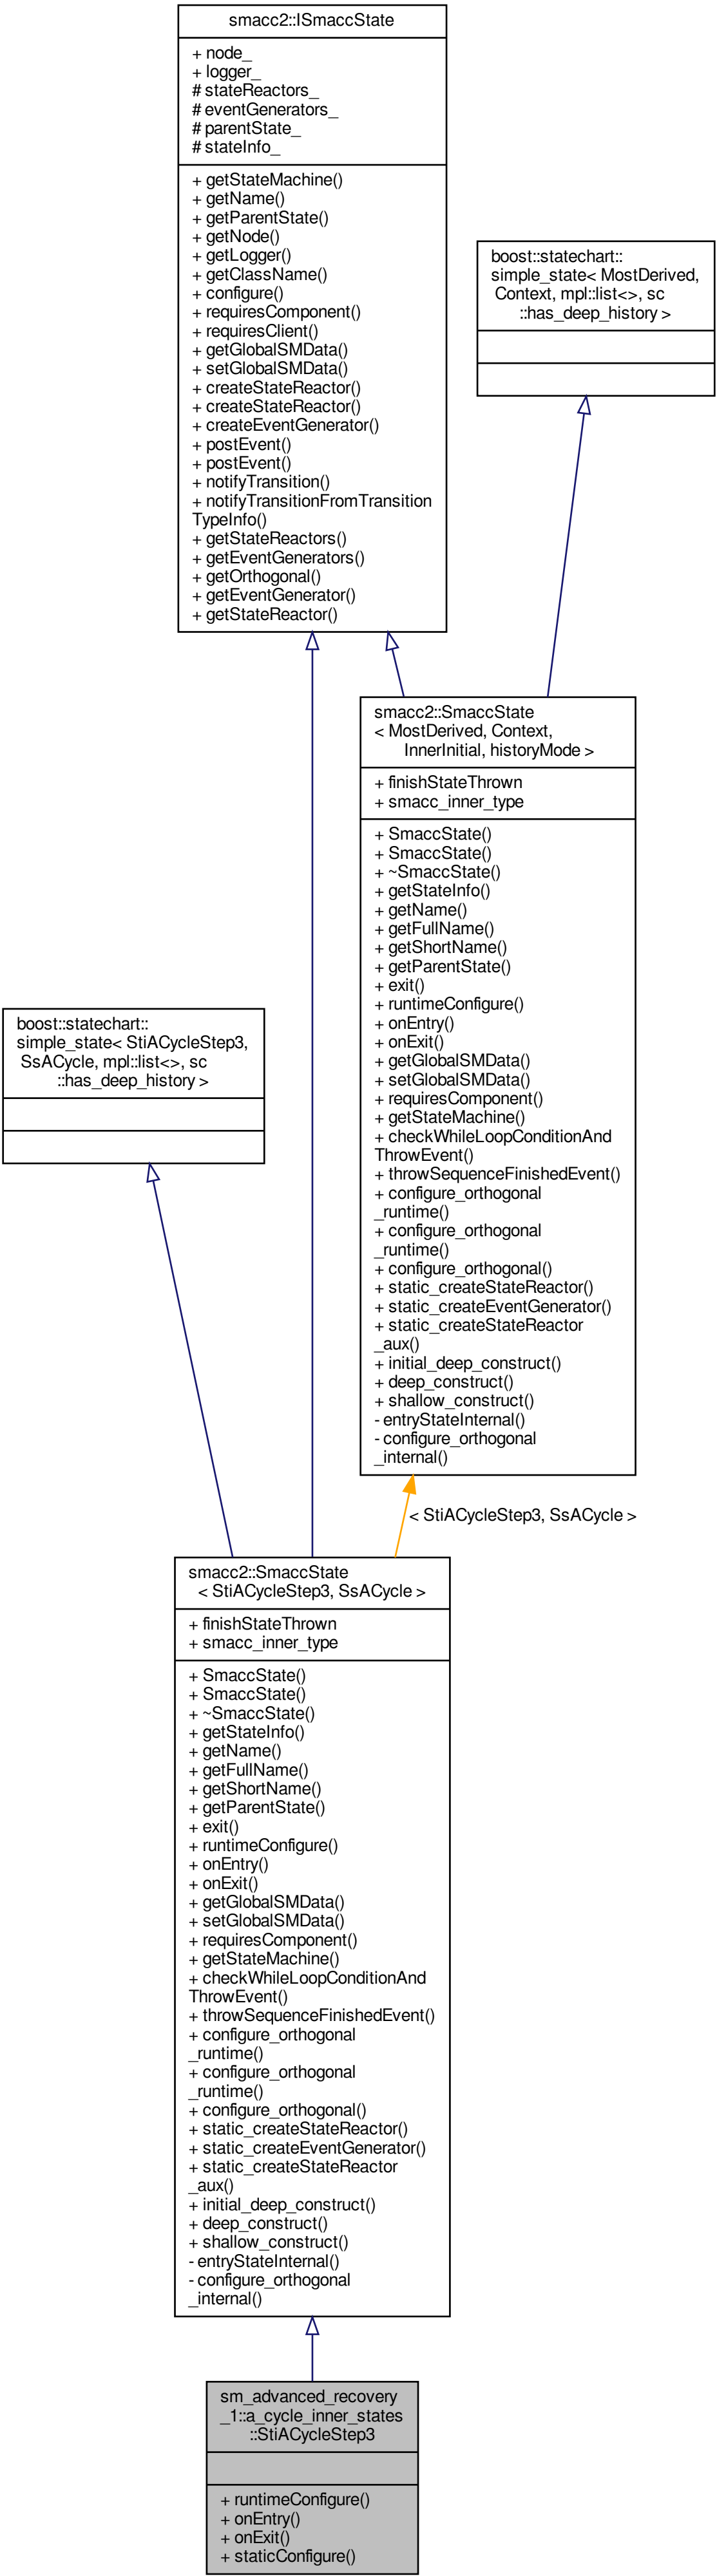 smacc2::ISmaccState
+ node_
+ logger_
# stateReactors_
# eventGenerators_
# parentState_
# stateInfo_
+ getStateMachine()
+ getName()
+ getParentState()
+ getNode()
+ getLogger()
+ getClassName()
+ configure()
+ requiresComponent()
+ requiresClient()
+ getGlobalSMData()
+ setGlobalSMData()
+ createStateReactor()
+ createStateReactor()
+ createEventGenerator()
+ postEvent()
+ postEvent()
+ notifyTransition()
+ notifyTransitionFromTransition
TypeInfo()
+ getStateReactors()
+ getEventGenerators()
+ getOrthogonal()
+ getEventGenerator()
+ getStateReactor()
boost::statechart::
simple_state< MostDerived,
Context, mpl::list<>, sc
::has_deep_history >
smacc2::SmaccState
< MostDerived, Context,
InnerInitial, historyMode >
+ finishStateThrown
+ smacc_inner_type
+ SmaccState()
+ SmaccState()
+ ~SmaccState()
+ getStateInfo()
+ getName()
+ getFullName()
+ getShortName()
+ getParentState()
+ exit()
+ runtimeConfigure()
+ onEntry()
+ onExit()
+ getGlobalSMData()
+ setGlobalSMData()
+ requiresComponent()
+ getStateMachine()
+ checkWhileLoopConditionAnd
ThrowEvent()
+ throwSequenceFinishedEvent()
+ configure_orthogonal
_runtime()
+ configure_orthogonal
_runtime()
+ configure_orthogonal()
+ static_createStateReactor()
+ static_createEventGenerator()
+ static_createStateReactor
_aux()
+ initial_deep_construct()
+ deep_construct()
+ shallow_construct()
- entryStateInternal()
- configure_orthogonal
_internal()
boost::statechart::
simple_state< StiACycleStep3,
SsACycle, mpl::list<>, sc
::has_deep_history >
< StiACycleStep3, SsACycle >
smacc2::SmaccState
< StiACycleStep3, SsACycle >
+ finishStateThrown
+ smacc_inner_type
+ SmaccState()
+ SmaccState()
+ ~SmaccState()
+ getStateInfo()
+ getName()
+ getFullName()
+ getShortName()
+ getParentState()
+ exit()
+ runtimeConfigure()
+ onEntry()
+ onExit()
+ getGlobalSMData()
+ setGlobalSMData()
+ requiresComponent()
+ getStateMachine()
+ checkWhileLoopConditionAnd
ThrowEvent()
+ throwSequenceFinishedEvent()
+ configure_orthogonal
_runtime()
+ configure_orthogonal
_runtime()
+ configure_orthogonal()
+ static_createStateReactor()
+ static_createEventGenerator()
+ static_createStateReactor
_aux()
+ initial_deep_construct()
+ deep_construct()
+ shallow_construct()
- entryStateInternal()
- configure_orthogonal
_internal()
sm_advanced_recovery
_1::a_cycle_inner_states
::StiACycleStep3
+ runtimeConfigure()
+ onEntry()
+ onExit()
+ staticConfigure()